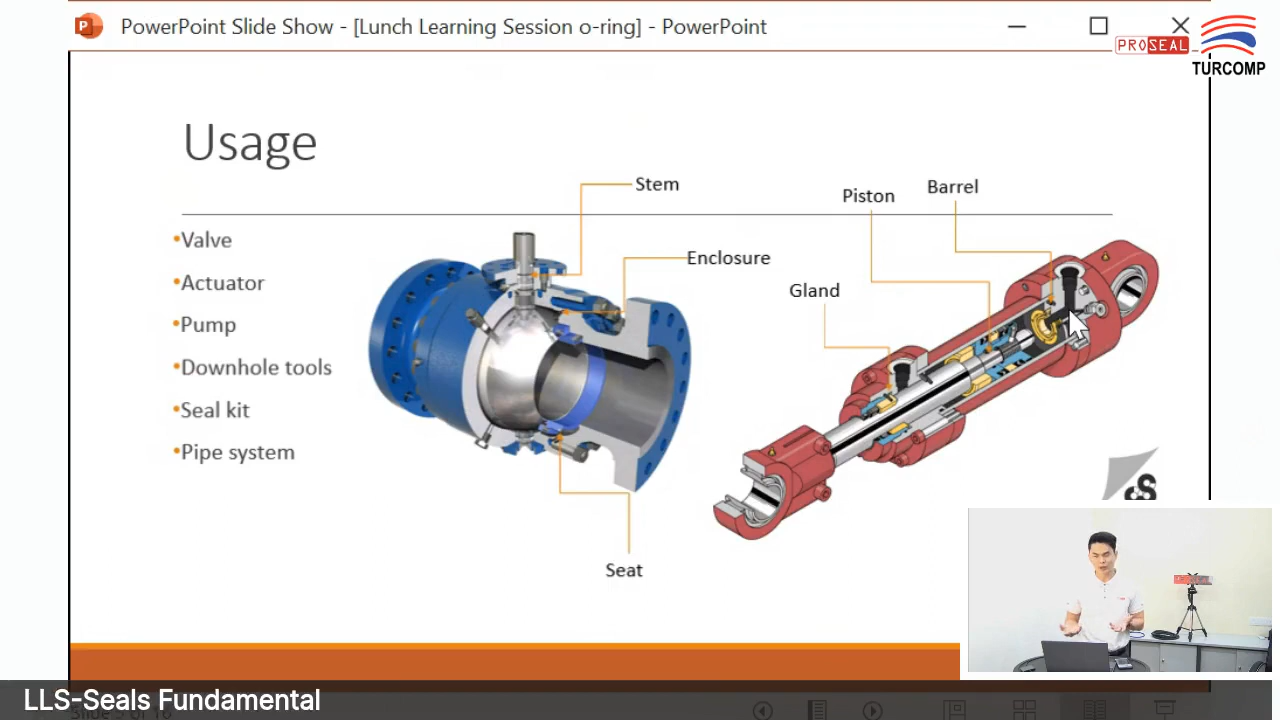 PowerPoint Slide Show - [Lunch Learning Session o-ring] - PowerPoint
PROSEAL
TURCOMP
Usage
Stem
Piston
Barrel
•Valve
Enclosure
•Actuator
Gland
•Pump
•Downhole tools
•Seal kit
•Pipe system
Seat
LLS-Seals Fundamental